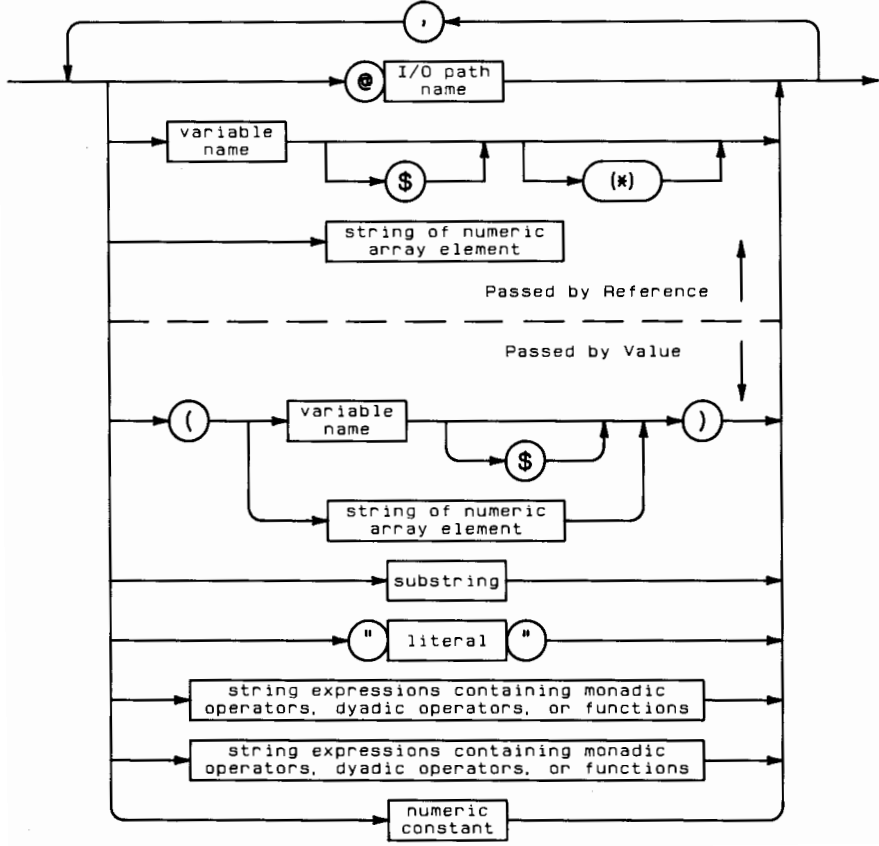 ,
@ I/O path
name
variable
name
$
(*)
string of numeric
array element
Passed by Reference
Passed by Value
(
variable
name
)
$
string of numeric
array element
substring
" literal "
string expressions containing monadic
operators, dyadic operators, or functions
string expressions containing monadic
operators, dyadic operators, or functions
numeric
constant